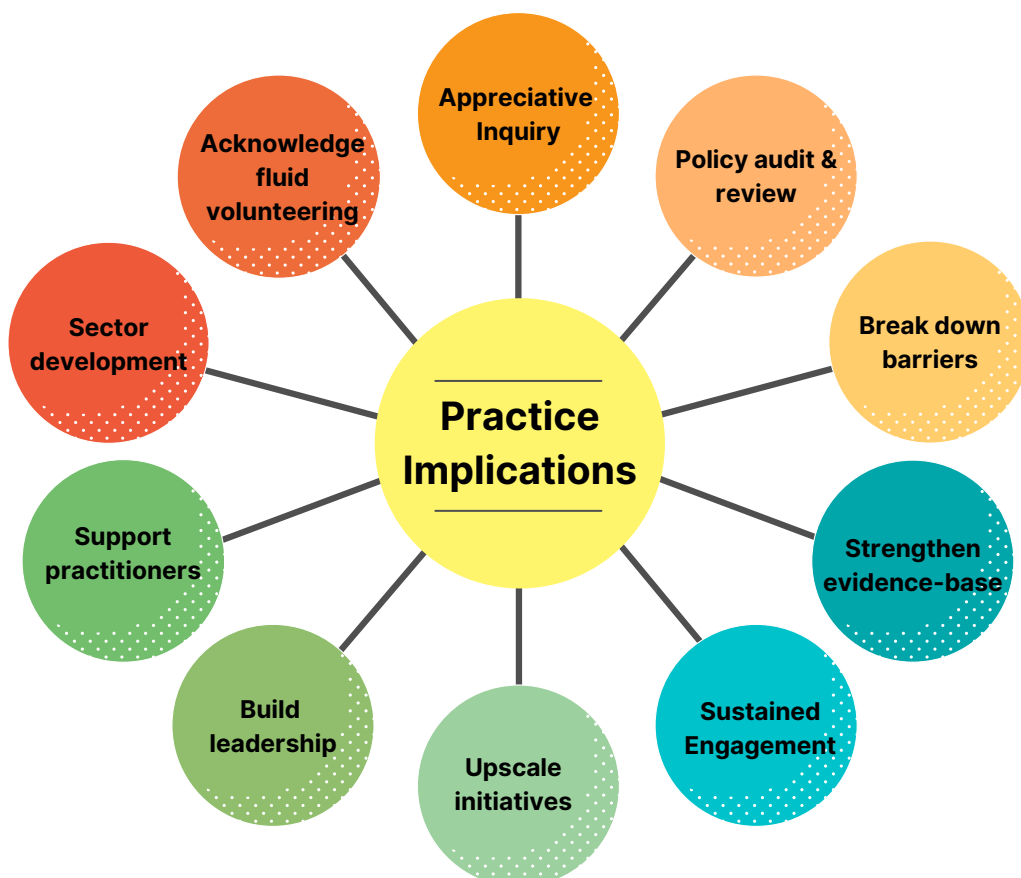 Appreciative
Inquiry
Policy audit &
review
Break down
barriers
Strengthen
evidence-base
Sustained
Engagement
Upscale
initiatives
Build
leadership
Support
practitioners
Sector
development
Acknowledge
fluid
volunteering
Practice
Implications